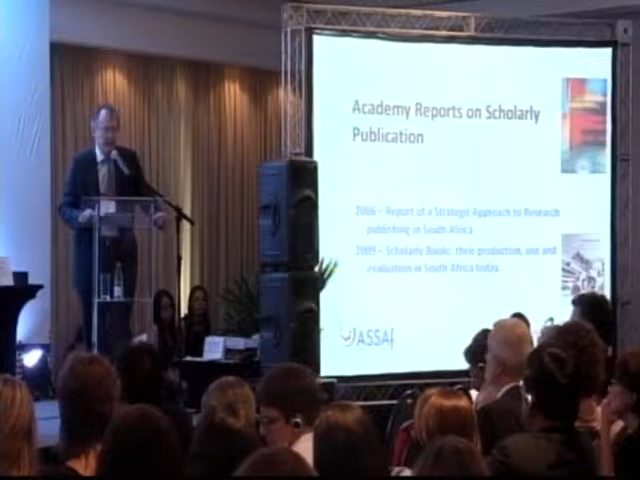 Academy Reports on Scholarly
Publication
2006 – Report of a Strategic Approach to Research
publishing in South Africa
2009 – Scholarly Books: their production, use and
evaluation in South Africa today.
ASSAf